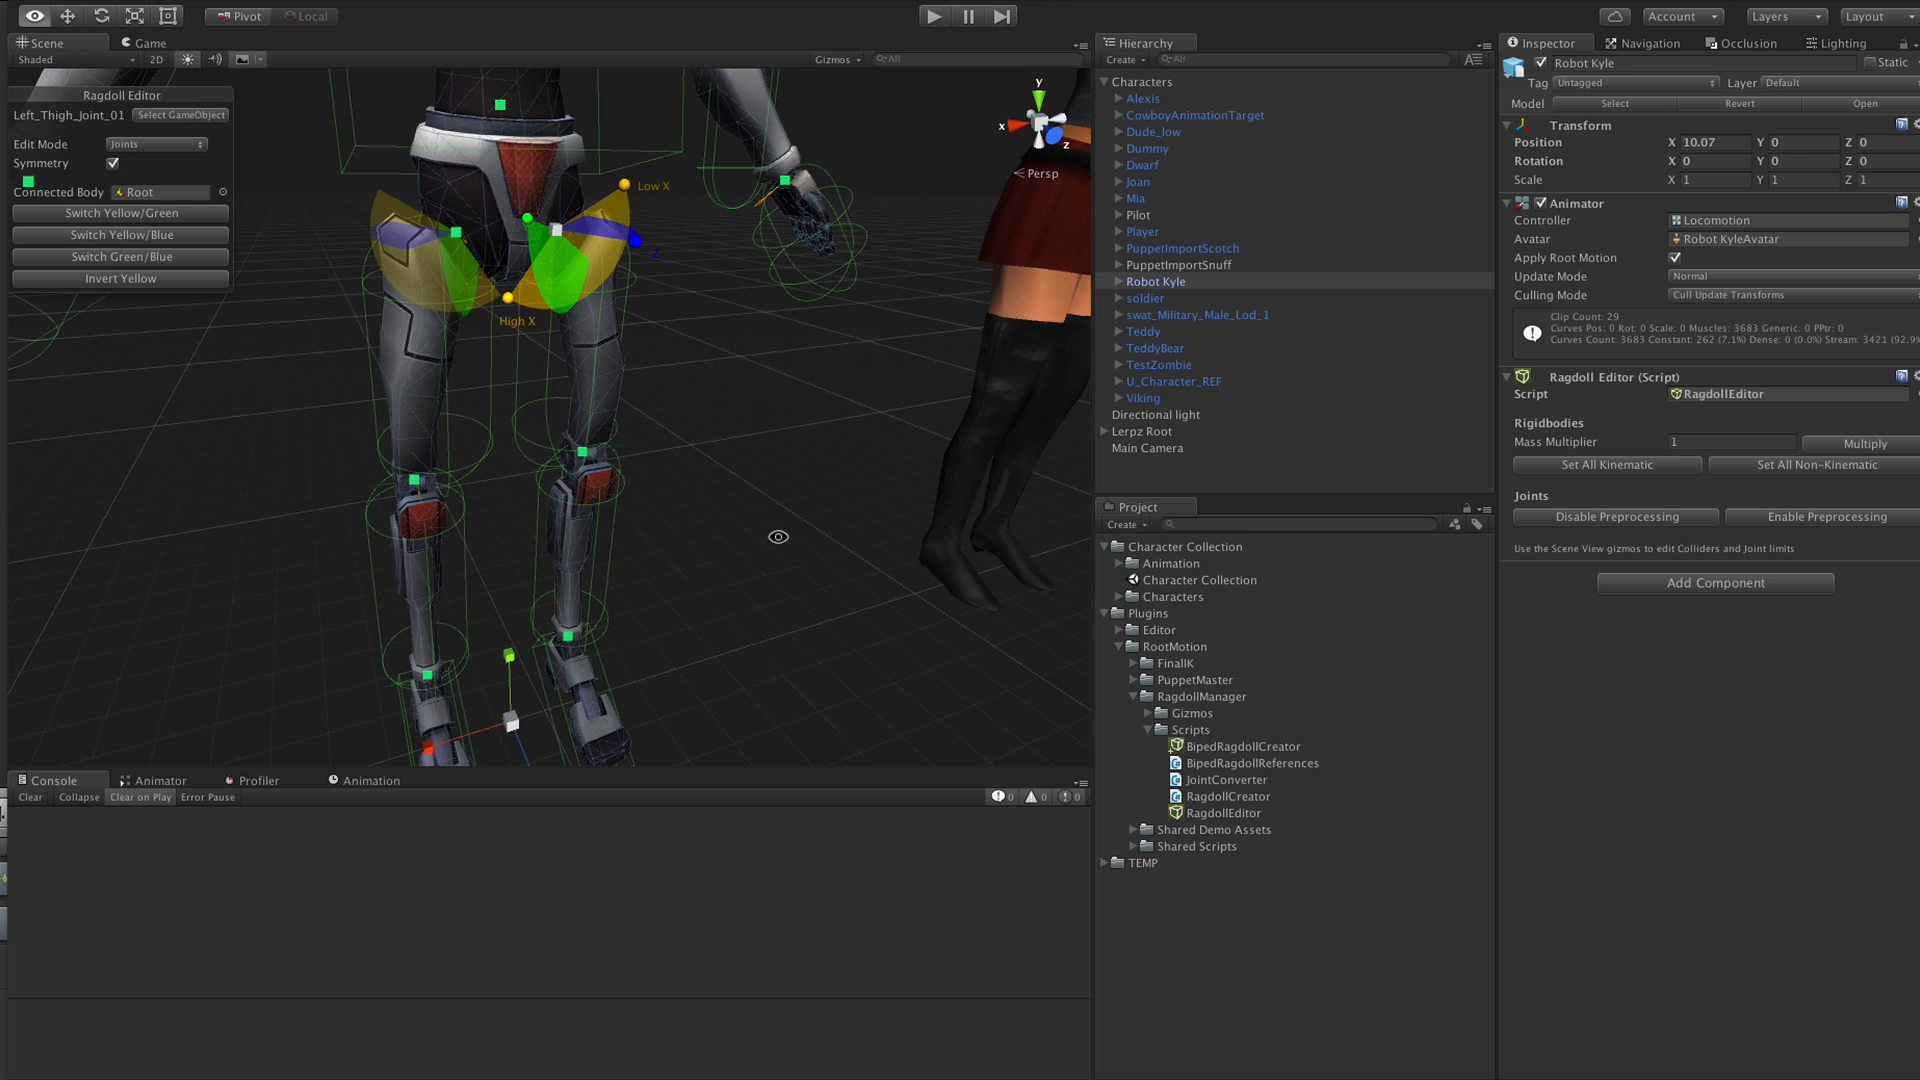 Pivot
Local
Account
Layers
Layout
Scene
Game
Shaded
2D
Gizmos
All
Ragdoll Editor
Left_Thigh_Joint_01
Select GameObject
Edit Mode
Joints
Symmetry
Connected Body
Root
Switch Yellow/Green
Switch Yellow/Blue
Switch Green/Blue
Invert Yellow
Low X
High X
Z
y
x
z
Persp
Console
Animator
Profiler
Animation
Clear
Collapse
Clear on Play
Error Pause
0
0
0
Hierarchy
Create
All
Characters
Alexis
CowboyAnimationTarget
Dude_low
Dummy
Dwarf
Joan
Mia
Pilot
Player
PuppetImportScotch
PuppetImportSnuff
Robot Kyle
soldier
swat_Military_Male_Lod_1
Teddy
TeddyBear
TestZombie
U_Character_REF
Viking
Directional light
Lerpz Root
Main Camera
Project
Create
Character Collection
Animation
Character Collection
Characters
Plugins
Editor
RootMotion
FinalIK
PuppetMaster
RagdollManager
Gizmos
Scripts
BipedRagdollCreator
BipedRagdollReferences
JointConverter
RagdollCreator
RagdollEditor
Shared Demo Assets
Shared Scripts
TEMP
Inspector
Navigation
Occlusion
Lighting
Robot Kyle
Static
Tag
Untagged
Layer
Default
Model
Select
Revert
Open
Transform
Position X 10.07 Y 0 Z 0
Rotation X 0 Y 0 Z 0
Scale X 1 Y 1 Z 1
Animator
Controller
Locomotion
Avatar
Robot KyleAvatar
Apply Root Motion
Update Mode
Normal
Culling Mode
Cull Update Transforms
Clip Count: 29
Curves Pos: 0 Rot: 0 Scale: 0 Muscles: 3683 Generic: 0 PPtr: 0
Curves Count: 3683 Constant: 262 (7.1%) Dense: 0 (0.0%) Stream: 3421 (92.9%
Ragdoll Editor (Script)
Script
RagdollEditor
Rigidbodies
Mass Multiplier
1
Multiply
Set All Kinematic
Set All Non-Kinematic
Joints
Disable Preprocessing
Enable Preprocessing
Use the Scene View gizmos to edit Colliders and Joint limits
Add Component